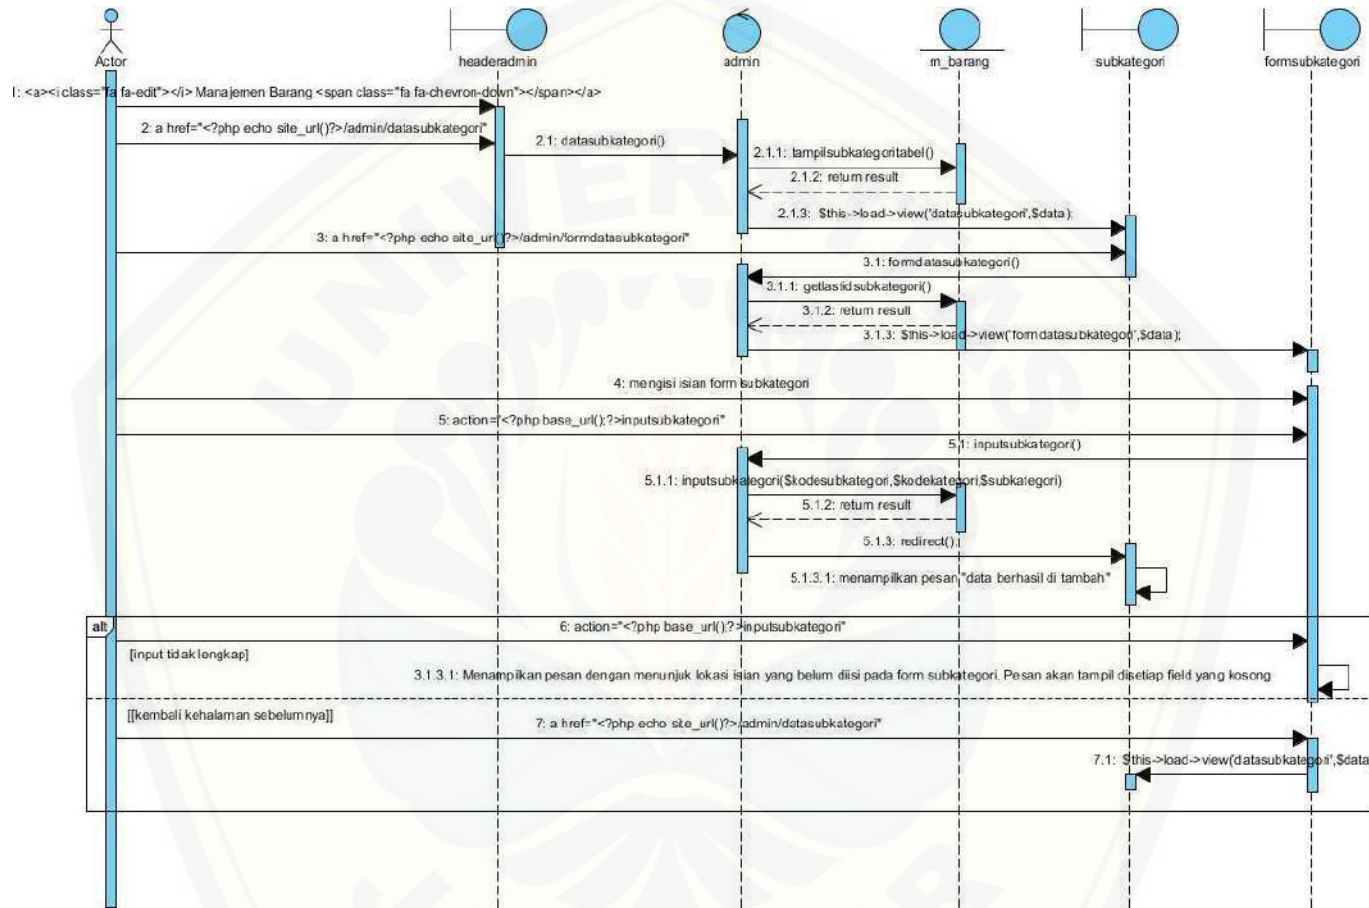 Actor
headeradmin
admin
m_barang
subkategori
formsubkategori
1: <a><i class="fa fa-edit"></i> Manajemen Barang <span class="fa fa-chevron-down"></span></a>
2: a href="<?php echo site_url()?>/admin/datasubkategori"
2.1: datasubkategori()
2.1.1: tampilsubkategoritabel()
2.1.2: return result
2.1.3: $this->load->view('datasubkategori',$data);
3: a href="<?php echo site_url()?>/admin/formdatasubkategori"
3.1: formdatasubkategori()
3.1.1: getlastidsubkategori()
3.1.2: return result
3.1.3: $this->load->view('formdatasubkategori',$data);
4: mengisi isian form subkategori
5: action="<?php base_url();?>inputsubkategori"
5.1: inputsubkategori()
5.1.1: inputsubkategori($kodesubkategori,$kodekategori,$subkategori)
5.1.2: return result
5.1.3: redirect();
5.1.3.1: menampilkan pesan "data berhasil di tambah"
alt
6: action="<?php base_url();?>inputsubkategori"
[input tidak lengkap]
3.1.3.1: Menampilkan pesan dengan menunjuk lokasi isian yang belum diisi pada form subkategori. Pesan akan tampil disetiap field yang kosong
[[kembali kehalaman sebelumnya]]
7: a href="<?php echo site_url()?>/admin/datasubkategori"
7.1: $this->load->view('datasubkategori',$data
UNIVERSITAS